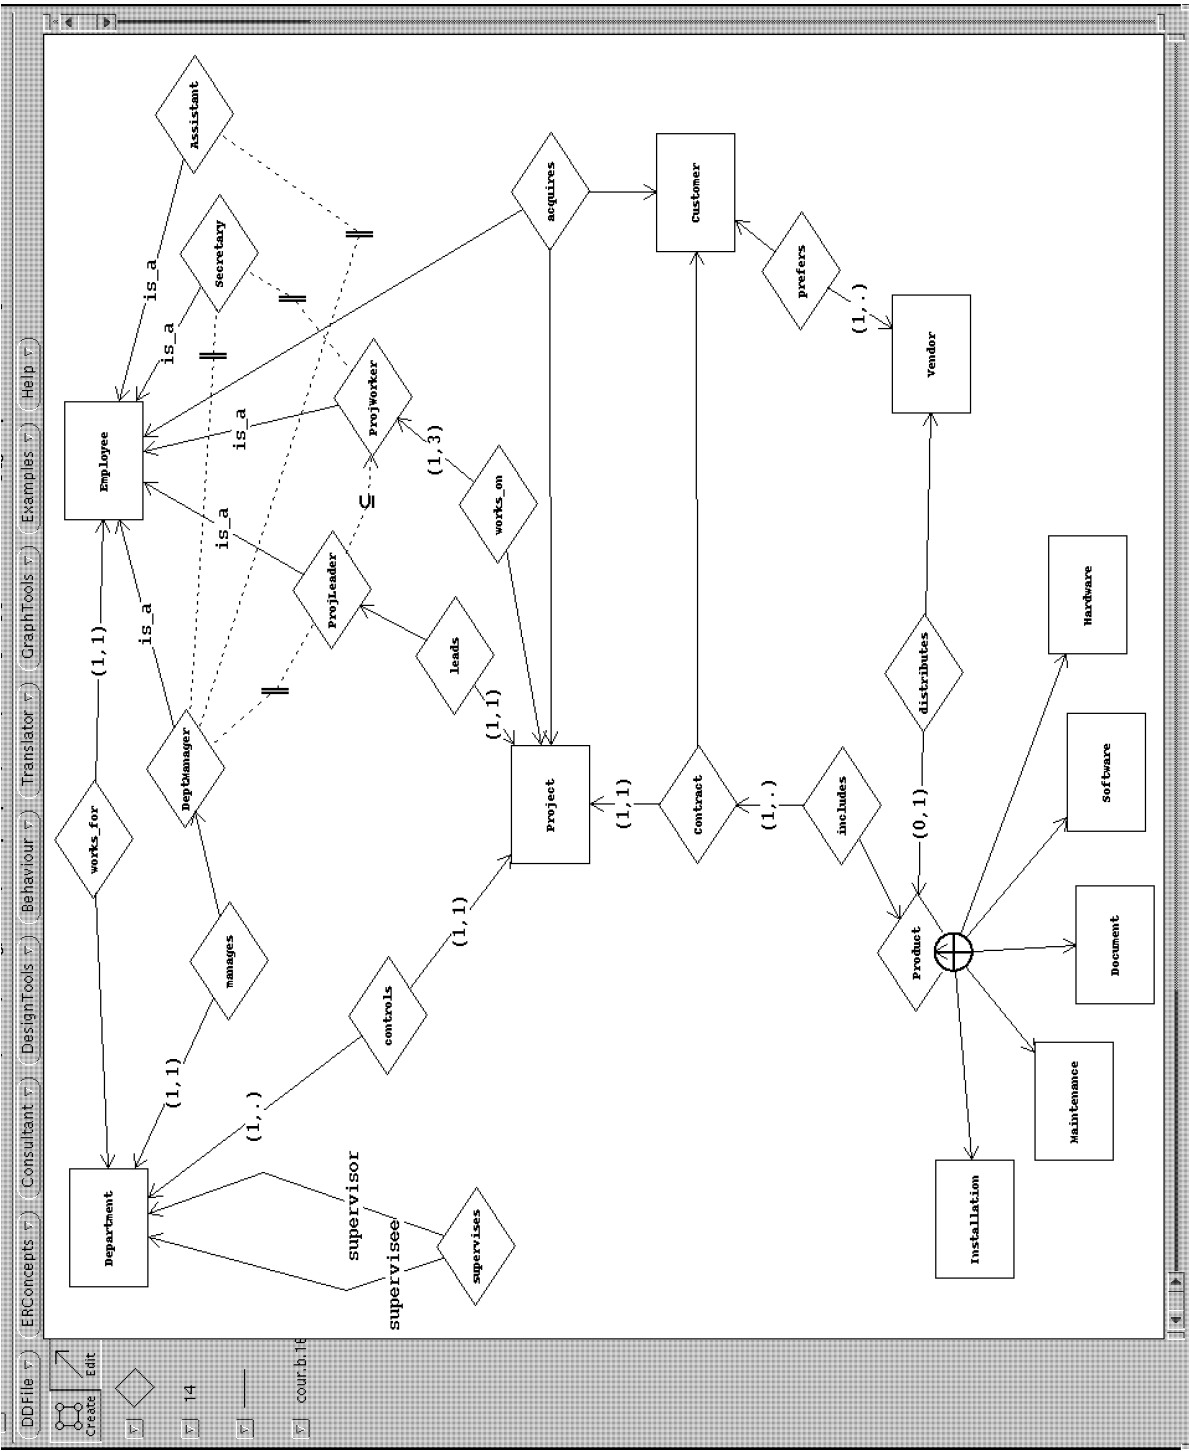 DDFile
ERConcepts
Consultant
DesignTools
Behaviour
Translator
GraphTools
Examples
Help
Create
Edit
14
cour.b.1
Department
works_for
(1,1)
Employee
is_a
Assistant
(1,1)
manages
DeptManager
is_a
is_a
secretary
is_a
supervisor
supervisee
supervises
(1,.)
controls
(1,1)
ProjLeader
is_a
⊆
ProjWorker
is_a
leads
(1,1)
works_on
(1,3)
Project
acquires
(1,1)
contract
Customer
(1,.)
includes
prefers
(1,.)
Product
(0,1)
distributes
Vendor
Installation
Maintenance
Document
Software
Hardware